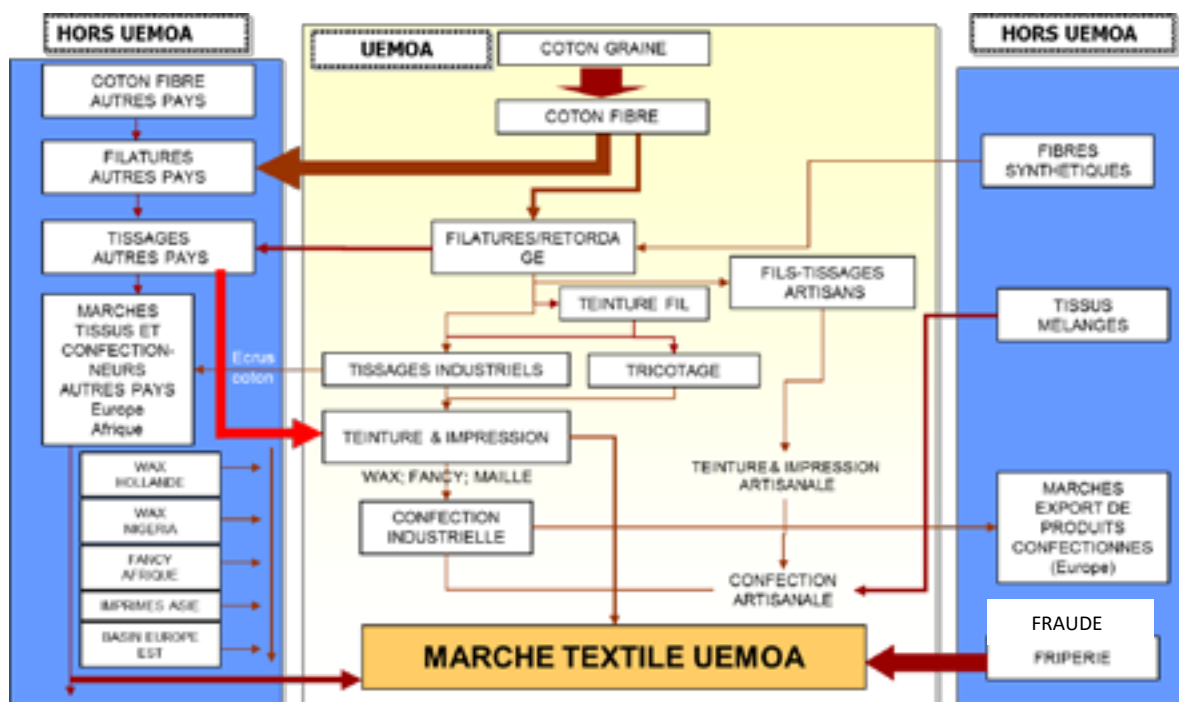 HORS UEMOA
COTON FIBRE
AUTRES PAYS
FILATURES
AUTRES PAYS
TISSAGES
AUTRES PAYS
MARCHES
TISSUS ET
CONFECTION-
NEURS
AUTRES PAYS
Europe
Afrique
WAX
HOLLANDE
WAX
NIGERIA
FANCY
AFRIQUE
IMPRIMES ASIE
BASIN EUROPE
EST
Ecrus
coton
UEMOA
COTON GRAINE
COTON FIBRE
FILATURES/RETORDA
GE
FILS-TISSAGES
ARTISANS
TEINTURE FIL
TISSAGES INDUSTRIELS
TRICOTAGE
TEINTURE & IMPRESSION
WAX; FANCY; MAILLE
TEINTURE & IMPRESSION
ARTISANALE
CONFECTION
INDUSTRIELLE
CONFECTION
ARTISANALE
MARCHE TEXTILE UEMOA
HORS UEMOA
FIBRES
SYNTHETIQUES
TISSUS
MELANGES
MARCHES
EXPORT DE
PRODUITS
CONFECTIONNES
(Europe)
FRAUDE
FRIPERIE